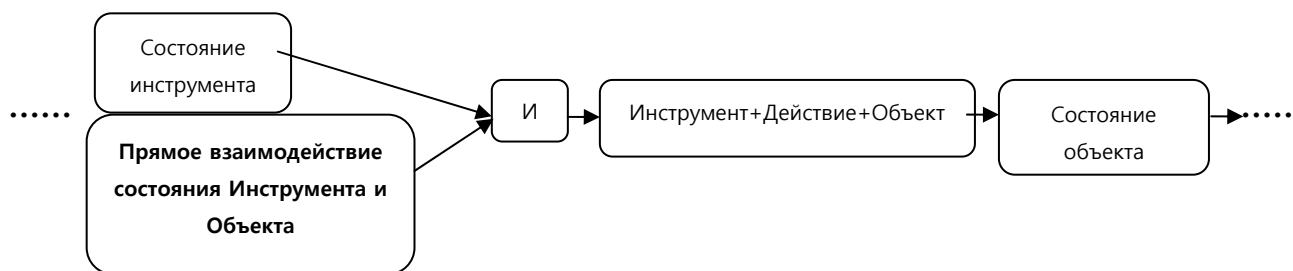 Состояние
инструмента
......
Прямое взаимодействие
состояния Инструмента и
Объекта
И
Инструмент+Действие+Объект
Состояние
объекта
.....